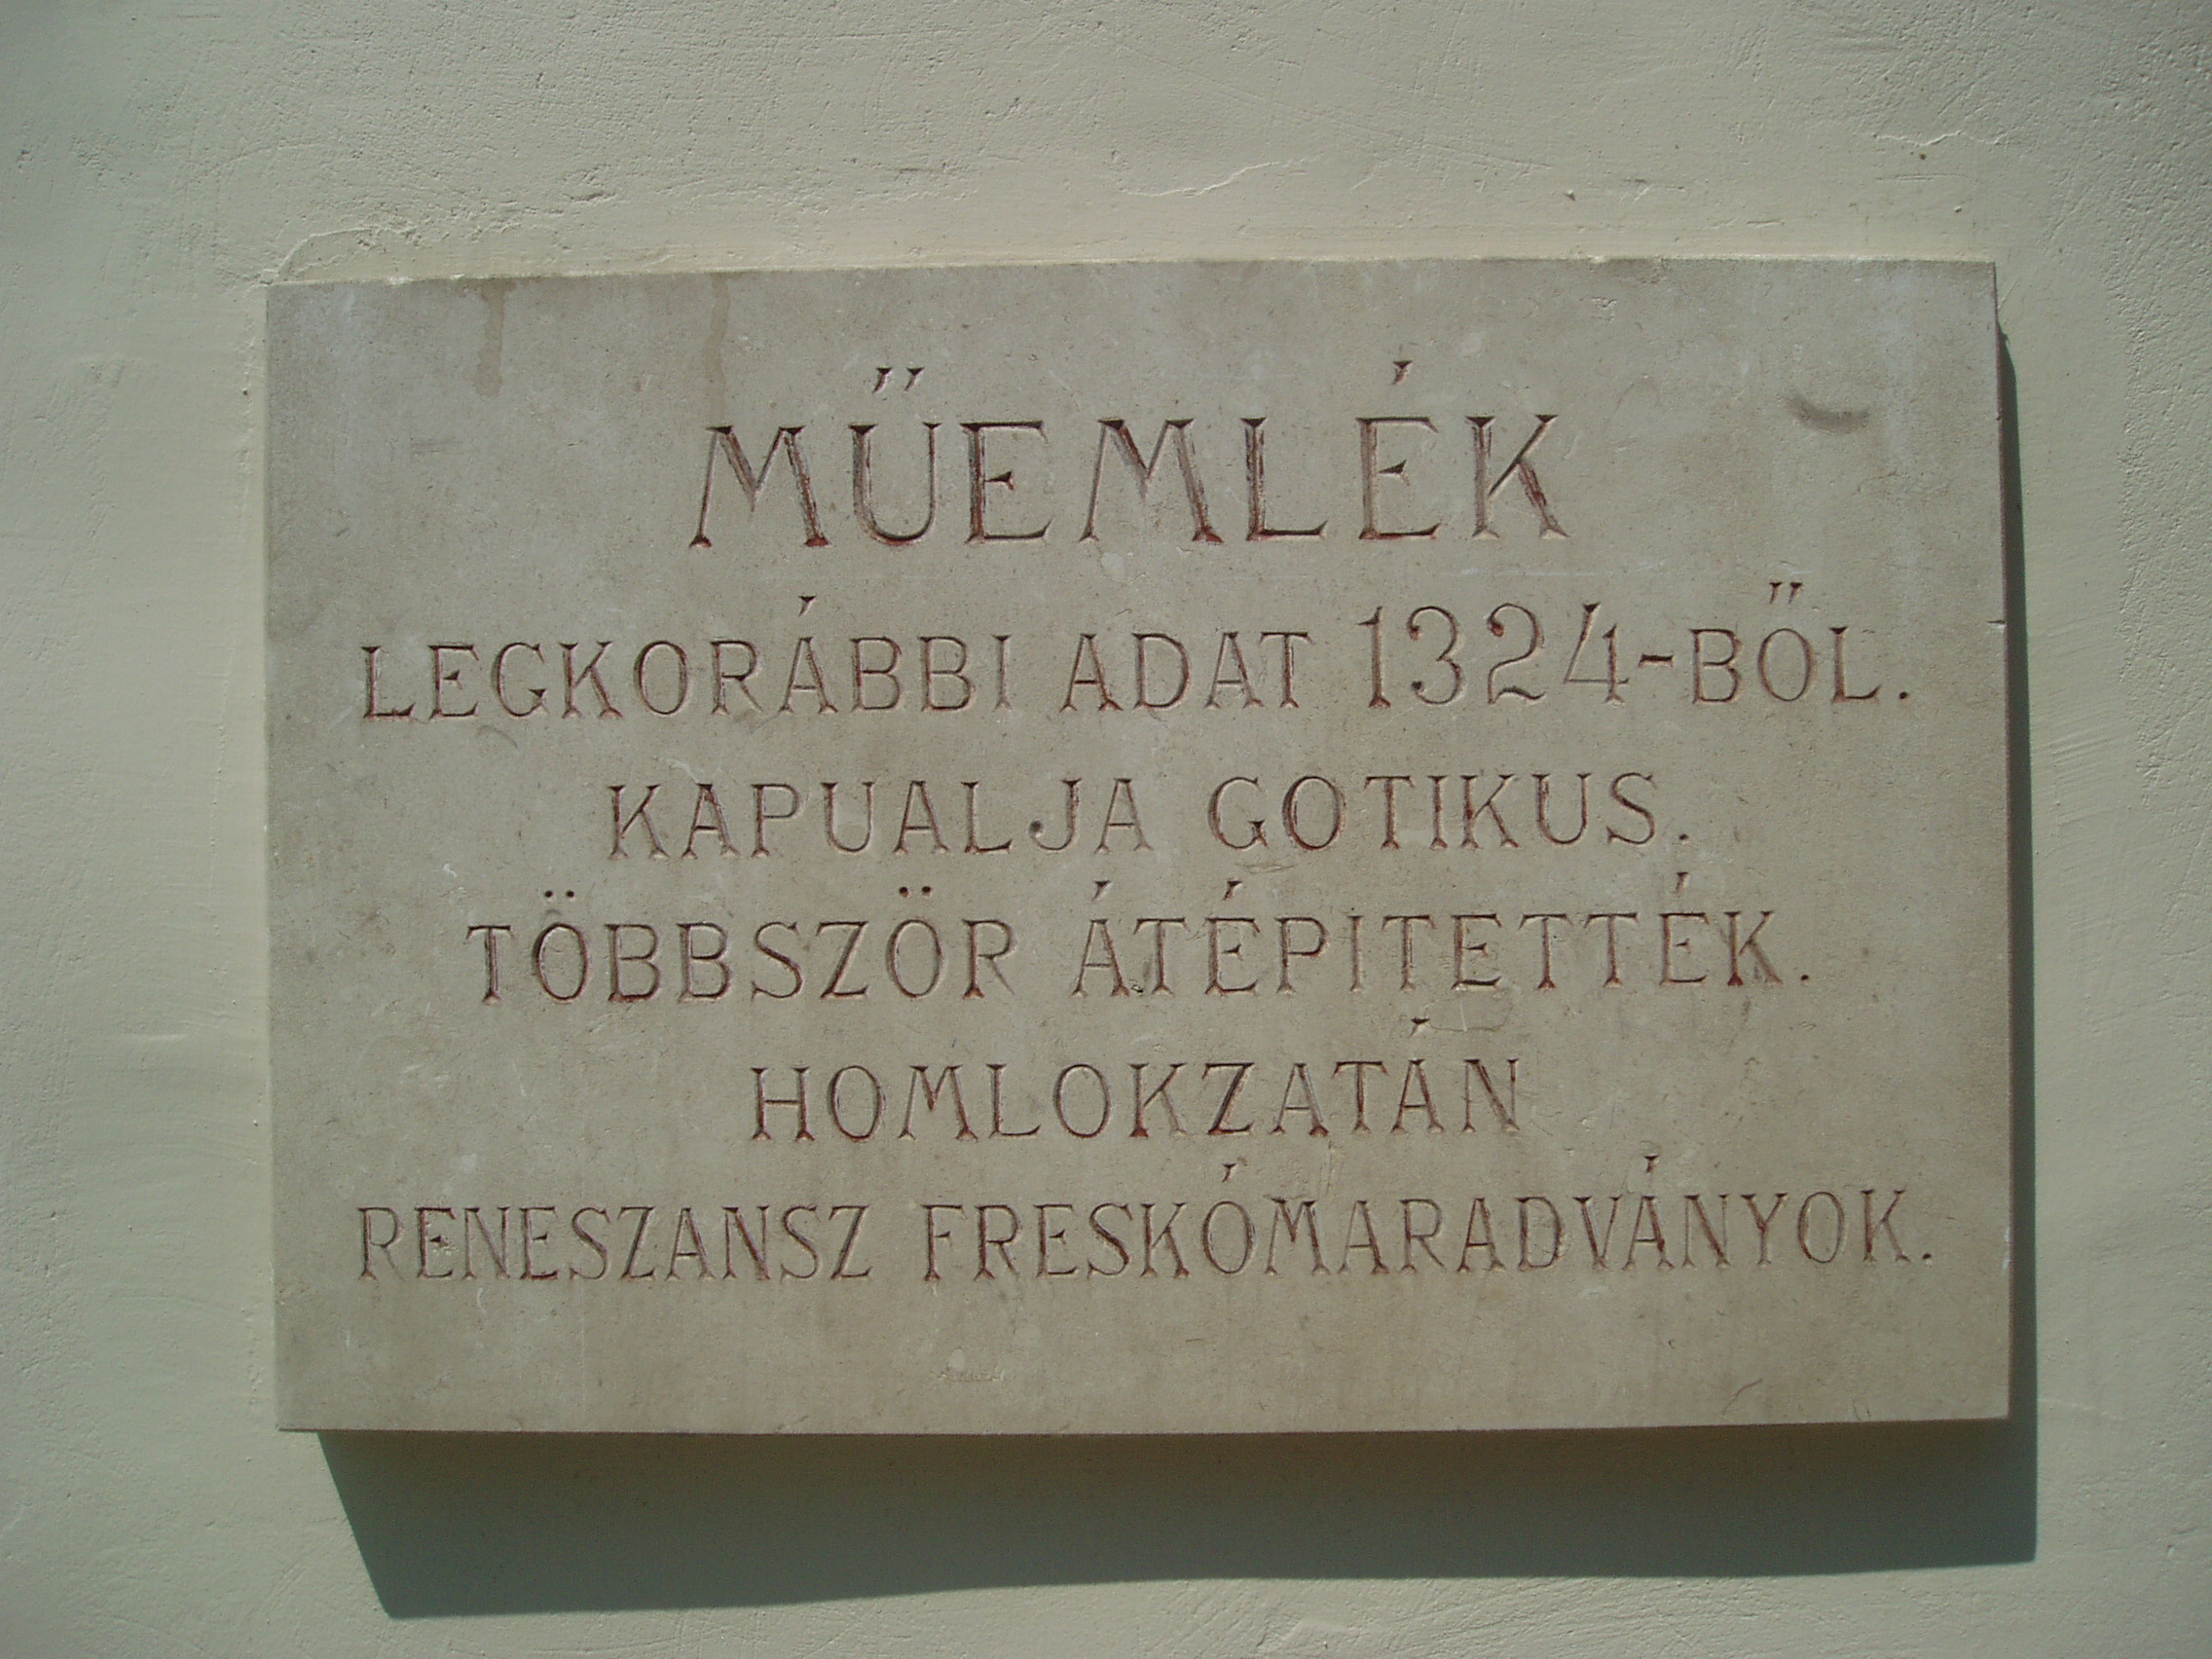 MŰEMLÉK
LEGKORÁBBI ADAT 1324-BŐL.
KAPUALJA GOTIKUS.
TÖBBSZÖR ÁTÉPITETTÉK.
HOMLOKZATÁN
RENESZANSZ FRESKÓMARADVÁNYOK.